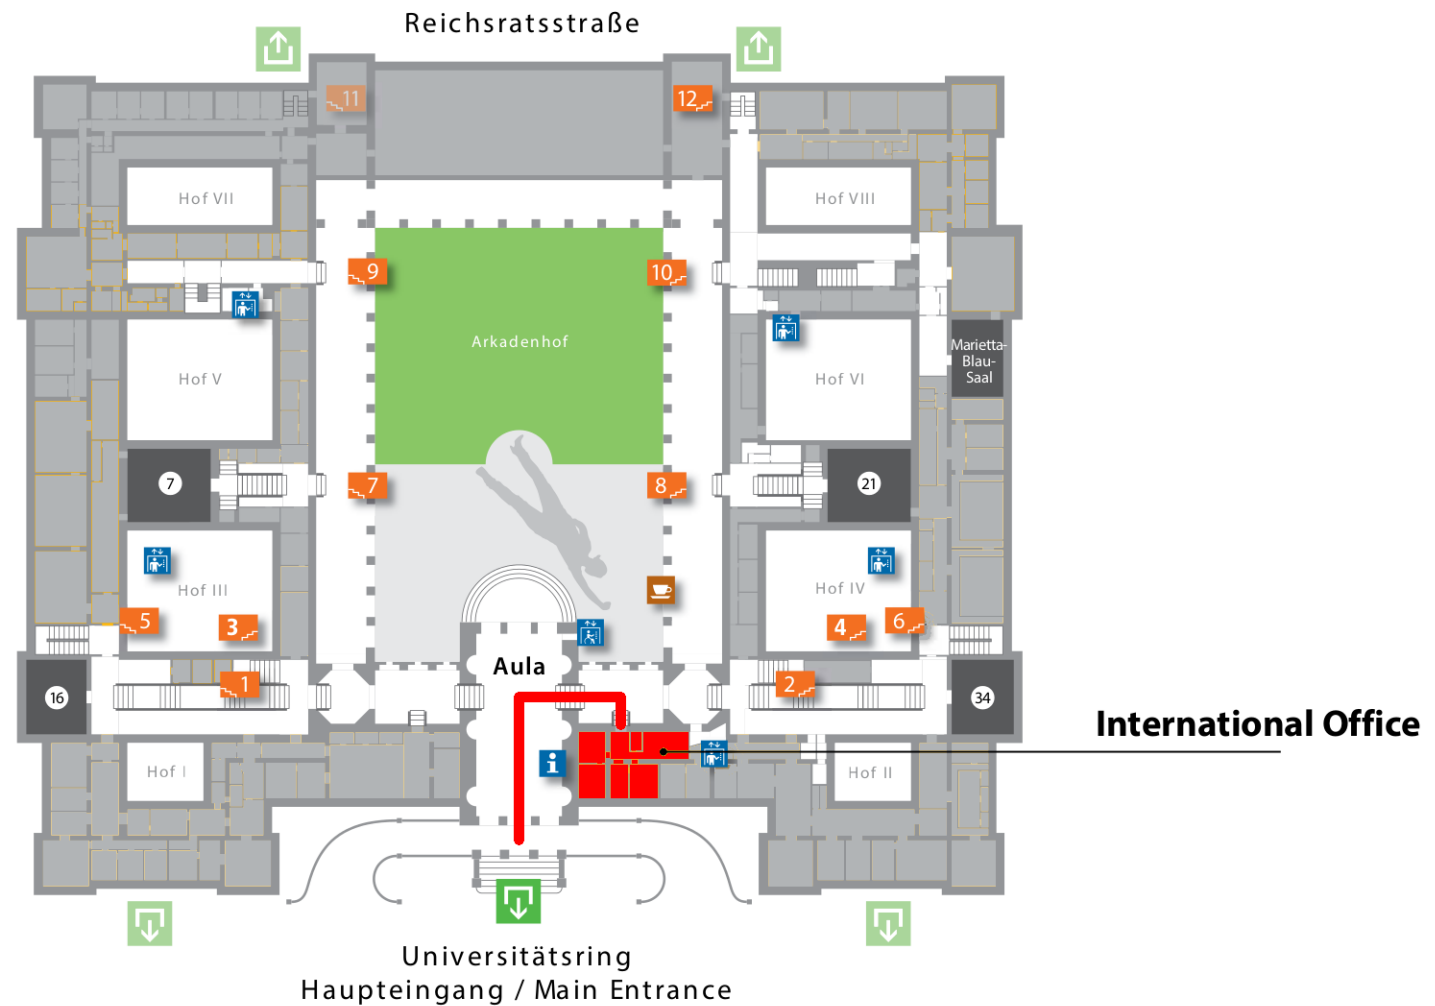 Reichsratsstraße
11
12
Hof VII
Hof VIII
9
10
Arkadenhof
Marietta-
Blau-
Saal
Hof V
Hof VI
7
7
8
21
Hof III
Hof IV
5
3
4
6
Aula
16
1
2
34
International Office
i
Hof I
Hof II
Universitätsring
Haupteingang / Main Entrance